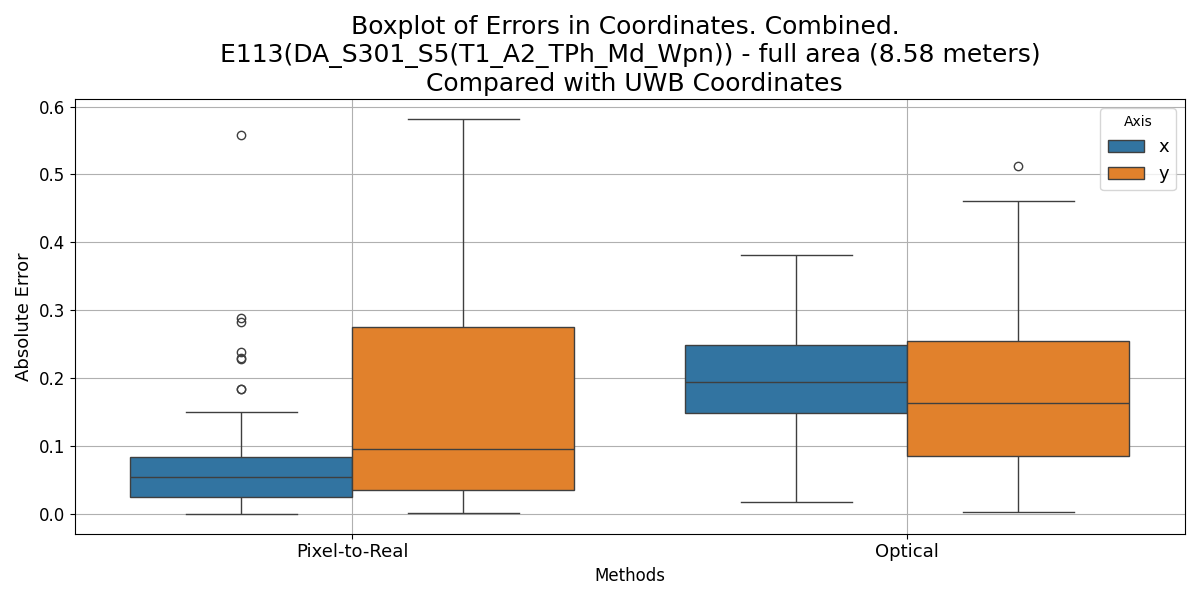 Boxplot of Errors in Coordinates. Combined.
E113(DA_S301_S5(T1_A2_TPh_Md_Wpn)) - full area (8.58 meters)
Compared with UWB Coordinates
Absolute Error
0.6
0.5
0.4
0.3
0.2
0.1
0.0
Axis
x
y
Pixel-to-Real
Optical
Methods